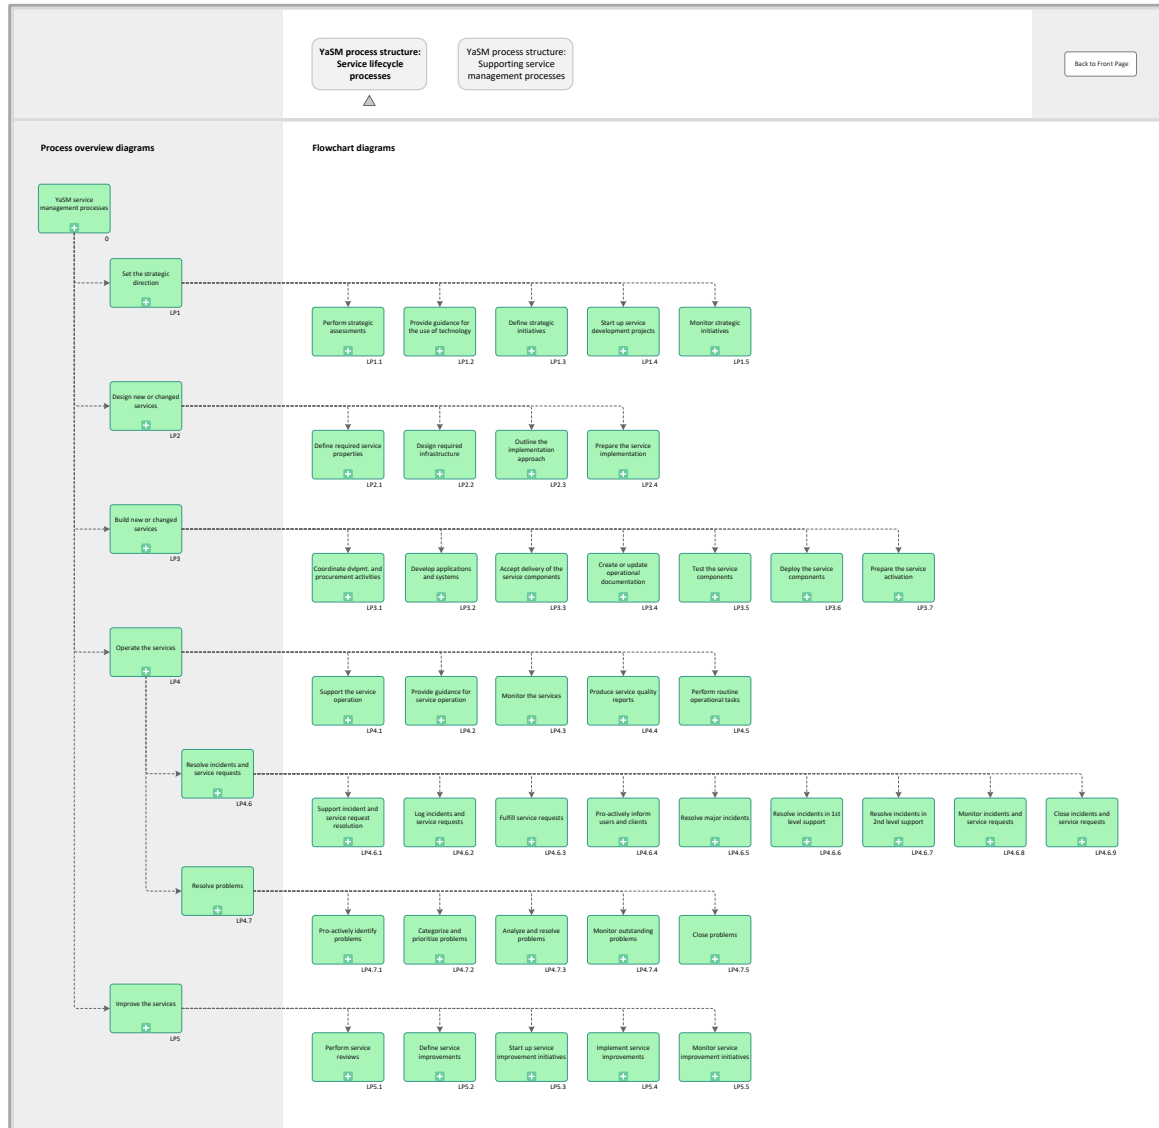 YaSM process structure:
Service lifecycle
processes
YaSM process structure:
Supporting service
management processes
Back to Front Page
Process overview diagrams
Flowchart diagrams
YaSM service
management processes
0
Set the strategic
direction
LP1
Perform strategic
assessments
LP1.1
Provide guidance for
the use of technology
LP1.2
Define strategic
initiatives
LP1.3
Start up service
development projects
LP1.4
Monitor strategic
initiatives
LP1.5
Design new or changed
services
LP2
Define required service
properties
LP2.1
Design required
infrastructure
LP2.2
Outline the
implementation
approach
LP2.3
Prepare the service
implementation
LP2.4
Build new or changed
services
LP3
Coordinate dvlpmt. and
procurement activities
LP3.1
Develop applications
and systems
LP3.2
Accept delivery of the
service components
LP3.3
Create or update
operational
documentation
LP3.4
Test the service
components
LP3.5
Deploy the service
components
LP3.6
Prepare the service
activation
LP3.7
Operate the services
LP4
Support the service
operation
LP4.1
Provide guidance for
service operation
LP4.2
Monitor the services
LP4.3
Produce service quality
reports
LP4.4
Perform routine
operational tasks
LP4.5
Resolve incidents and
service requests
LP4.6
Support incident and
service request
resolution
LP4.6.1
Log incidents and
service requests
LP4.6.2
Fulfill service requests
LP4.6.3
Pro-actively inform
users and clients
LP4.6.4
Resolve major incidents
LP4.6.5
Resolve incidents in 1st
level support
LP4.6.6
Resolve incidents in
2nd level support
LP4.6.7
Monitor incidents and
service requests
LP4.6.8
Close incidents and
service requests
LP4.6.9
Resolve problems
LP4.7
Pro-actively identify
problems
LP4.7.1
Categorize and
prioritize problems
LP4.7.2
Analyze and resolve
problems
LP4.7.3
Monitor outstanding
problems
LP4.7.4
Close problems
LP4.7.5
Improve the services
LP5
Perform service
reviews
LP5.1
Define service
improvements
LP5.2
Start up service
improvement initiatives
LP5.3
Implement service
improvements
LP5.4
Monitor service
improvement initiatives
LP5.5